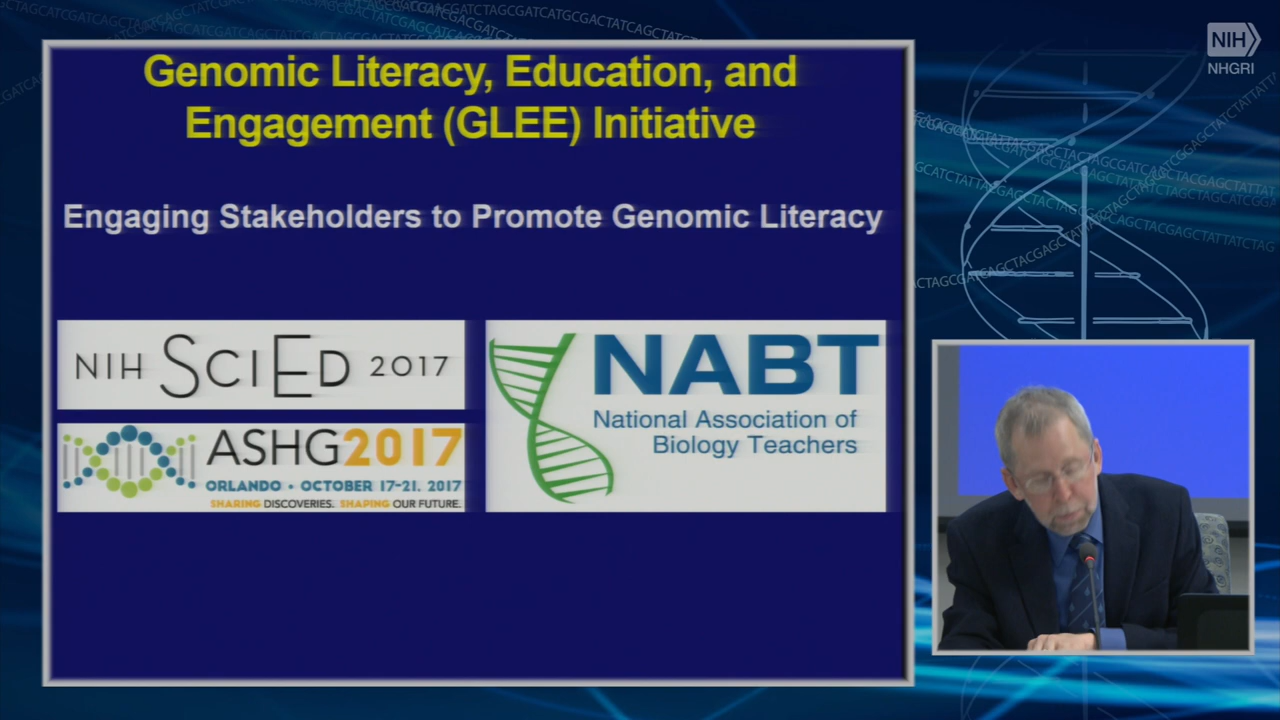 NIH
NHGRI
Genomic Literacy, Education, and
Engagement (GLEE) Initiative
Engaging Stakeholders to Promote Genomic Literacy
NIH SCIED 2017
ASHG2017
ORLANDO • OCTOBER 17-21, 2017
SHARING DISCOVERIES. SHAPING OUR FUTURE.
NABT
National Association of
Biology Teachers